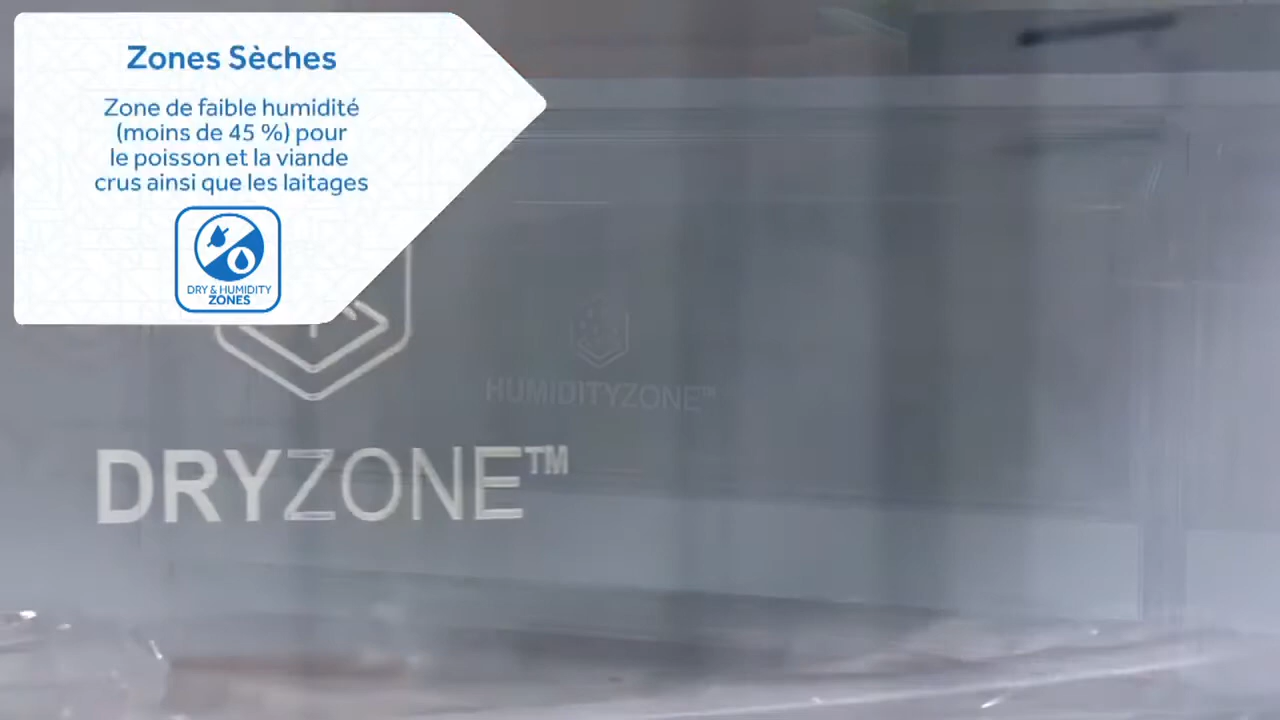 Zones Sèches
Zone de faible humidité
(moins de 45 %) pour
le poisson et la viande
crus ainsi que les laitages
DRY & HUMIDITY
ZONES
HUMIDITYZONE™
DRYZONE™